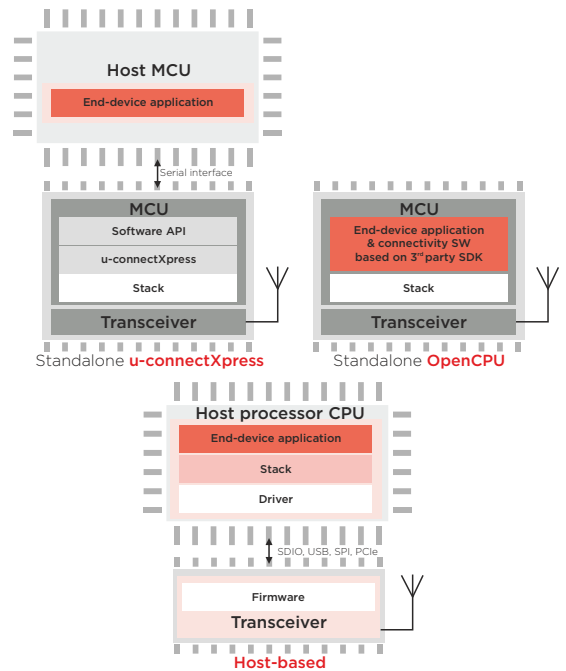 Host MCU
End-device application
Serial interface
MCU
Software API
u-connectXpress
Stack
Transceiver
Standalone u-connectXpress
MCU
End-device application
& connectivity SW
based on 3rd party SDK
Stack
Transceiver
Standalone OpenCPU
Host processor CPU
End-device application
Stack
Driver
SDIO, USB, SPI, PCIe
Firmware
Transceiver
Host-based